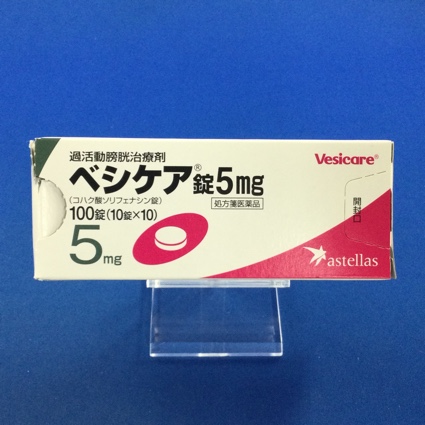 過活動膀胱治療剤
Vesicare®
ベシケア®錠5mg
(コハク酸ソリフェナシン錠)
処方箋医薬品
100錠(10錠×10)
5mg
開封口
astellas